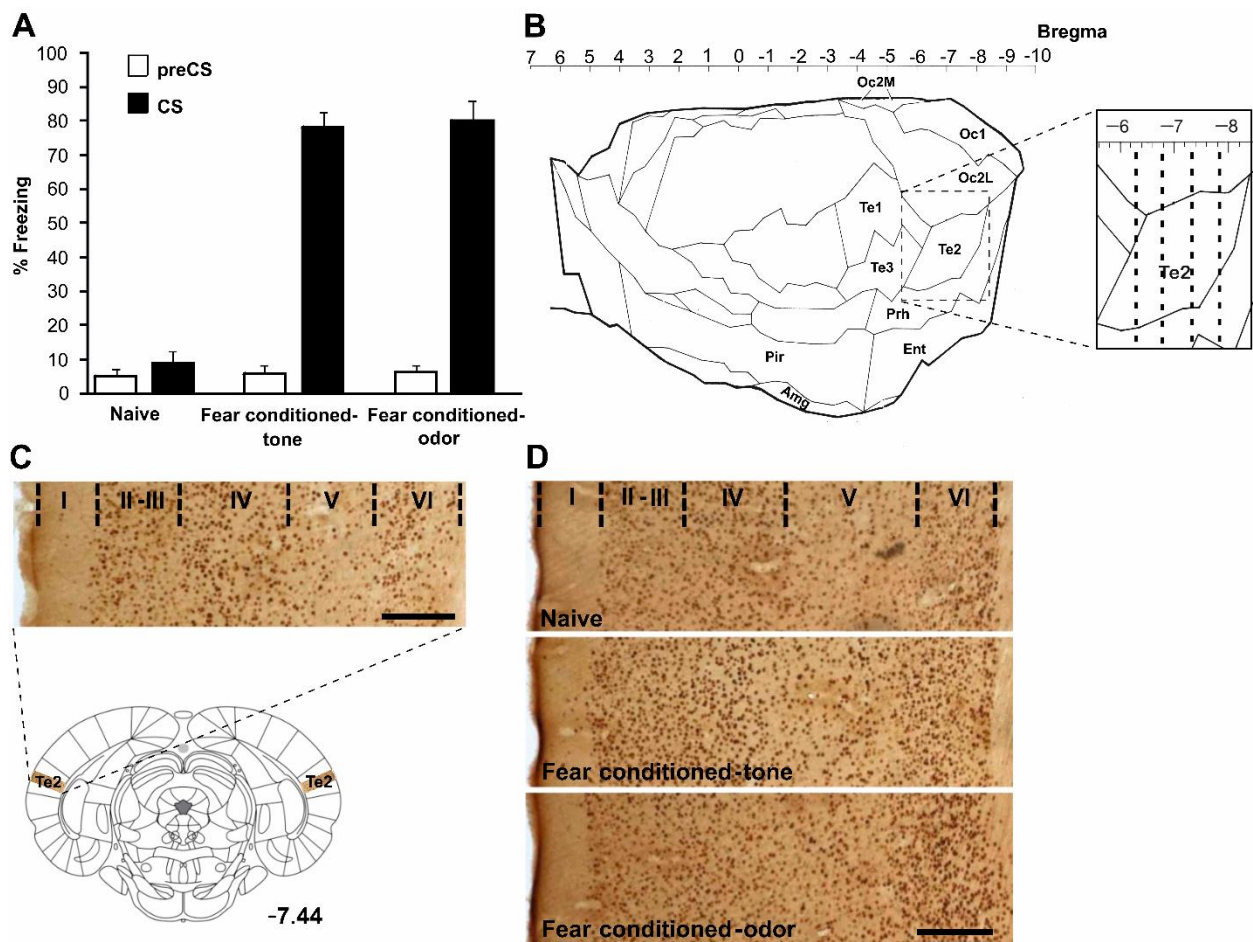 A
100
90
80
70
60
50
40
30
20
10
0
% Freezing
preCS
CS
Naive
Fear conditioned-
tone
Fear conditioned-
odor
B
Bregma
7 6 5 4 3 2 1 0 -1 -2 -3 -4 -5 -6 -7 -8 -9 -10
Oc2M
Oc1
Oc2L
Te1
Te2
Te3
Prh
Pir
Ent
Amg
−6 −7 −8
Te2
C
I II-III IV V VI
Te2 Te2
-7.44
D
I II-III IV V VI
Naive
Fear conditioned-tone
Fear conditioned-odor